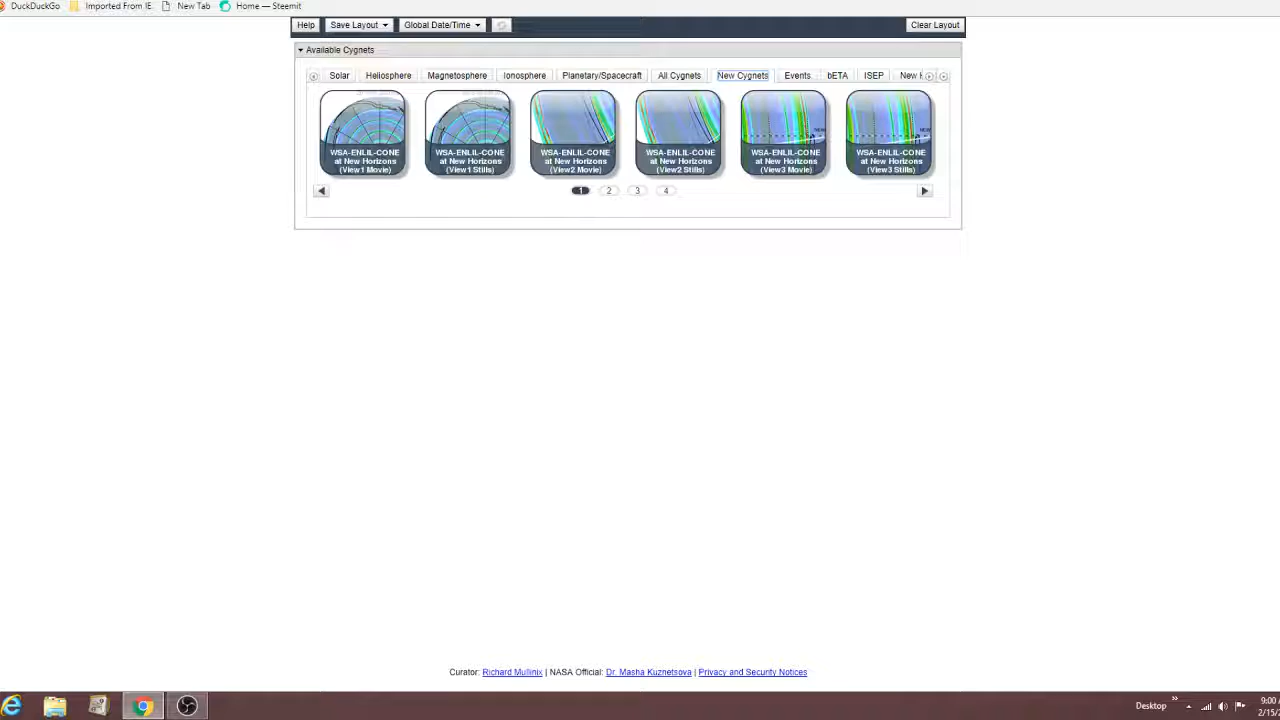 DuckDuckGo Imported From IE New Tab Home — Steemit
Help Save Layout Global Date/Time Clear Layout
Available Cygnets
Solar Heliosphere Magnetosphere Ionosphere Planetary/Spacecraft All Cygnets New Cygnets Events bETA ISEP New
WSA-ENLIL-CONE
at New Horizons
(View1 Movie)
WSA-ENLIL-CONE
at New Horizons
(View1 Stills)
WSA-ENLIL-CONE
at New Horizons
(View2 Movie)
WSA-ENLIL-CONE
at New Horizons
(View2 Stills)
WSA-ENLIL-CONE
at New Horizons
(View3 Movie)
WSA-ENLIL-CONE
at New Horizons
(View3 Stills)
1 2 3 4
Curator: Richard Mullinix | NASA Official: Dr. Masha Kuznetsova | Privacy and Security Notices
Desktop
9:00
2/15/2